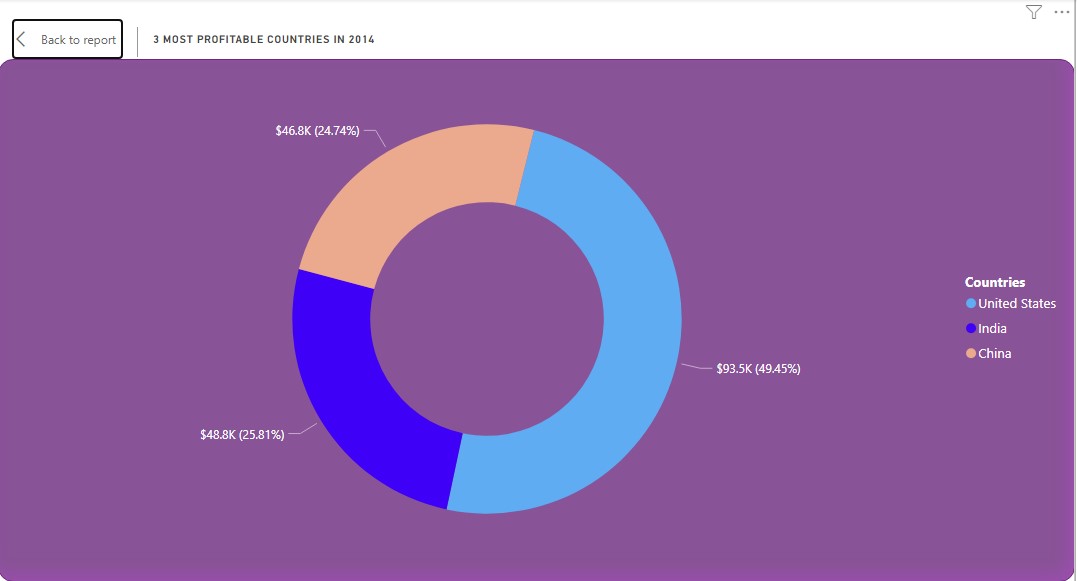 Back to report
3 MOST PROFITABLE COUNTRIES IN 2014
$46.8K (24.74%)
Countries
United States
India
China
$93.5K (49.45%)
$48.8K (25.81%)